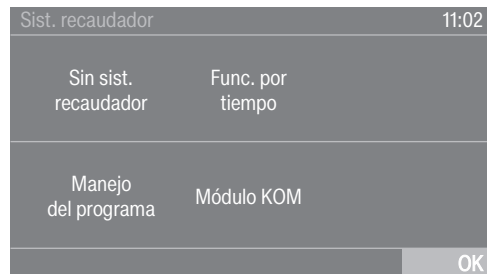 Sist. recaudador 11:02
Sin sist. Func. por
recaudador tiempo
Manejo
del programa Módulo KOM
OK